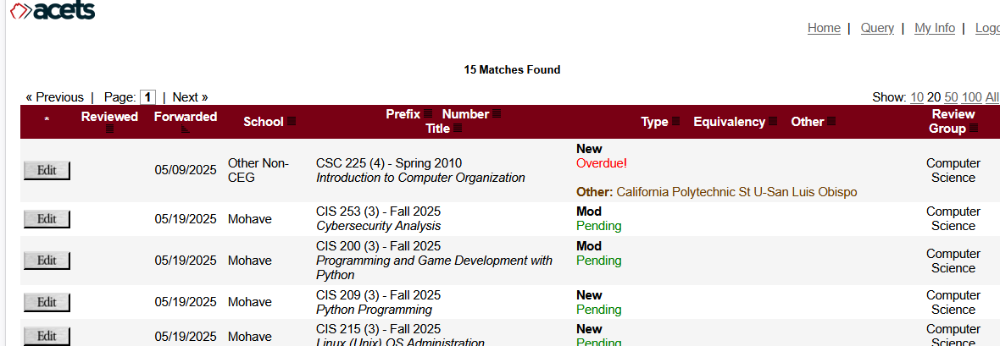 acets
Home | Query | My Info |
15 Matches Found
« Previous | Page: 1 | Next » Show: 10 20 50 100 All
* Reviewed Forwarded School Prefix Number Title Type Equivalency Other Review Group
Edit 05/09/2025 Other Non-CEG CSC 225 (4) - Spring 2010 New Computer Science
Introduction to Computer Organization Overdue!
Other: California Polytechnic St U-San Luis Obispo
Edit 05/19/2025 Mohave CIS 253 (3) - Fall 2025 Mod Computer Science
Cybersecurity Analysis Pending
Edit 05/19/2025 Mohave CIS 200 (3) - Fall 2025 Mod Computer Science
Programming and Game Development with Pending
Python
Edit 05/19/2025 Mohave CIS 209 (3) - Fall 2025 New Computer Science
Python Programming Pending
Edit 05/19/2025 Mohave CIS 215 (3) - Fall 2025 New Computer Science
Linux (Unix) OS Administration Pending